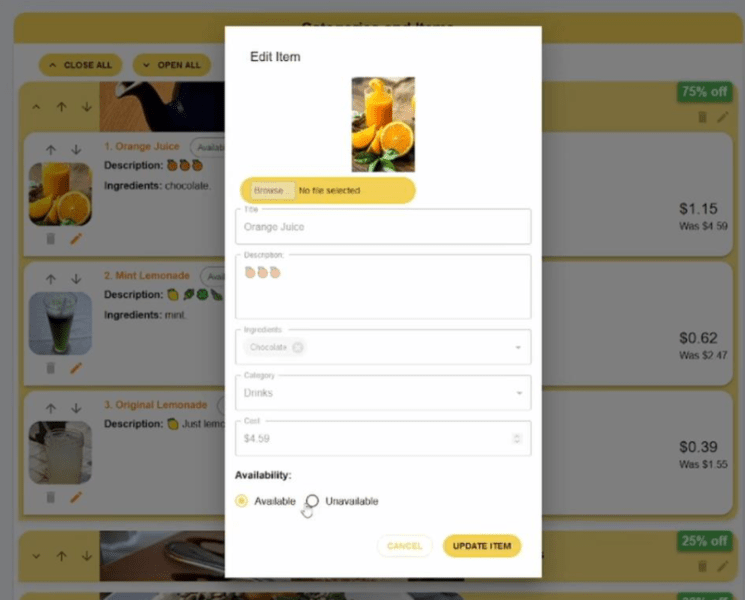 Categories and Items
CLOSE ALL
OPEN ALL
75% off
1. Orange Juice
Description:
Ingredients: chocolate.
$1.15
Was $4.59
2. Mint Lemonade
Description:
Ingredients: mint.
$0.62
Was $2.47
3. Original Lemonade
Description: Just
$0.39
Was $1.55
25% off
Edit Item
Browse No file selected
Title
Orange Juice
Description:
Ingredients
Chocolate
Category
Drinks
Cost
$4.59
Availability:
Available Unavailable
CANCEL UPDATE ITEM